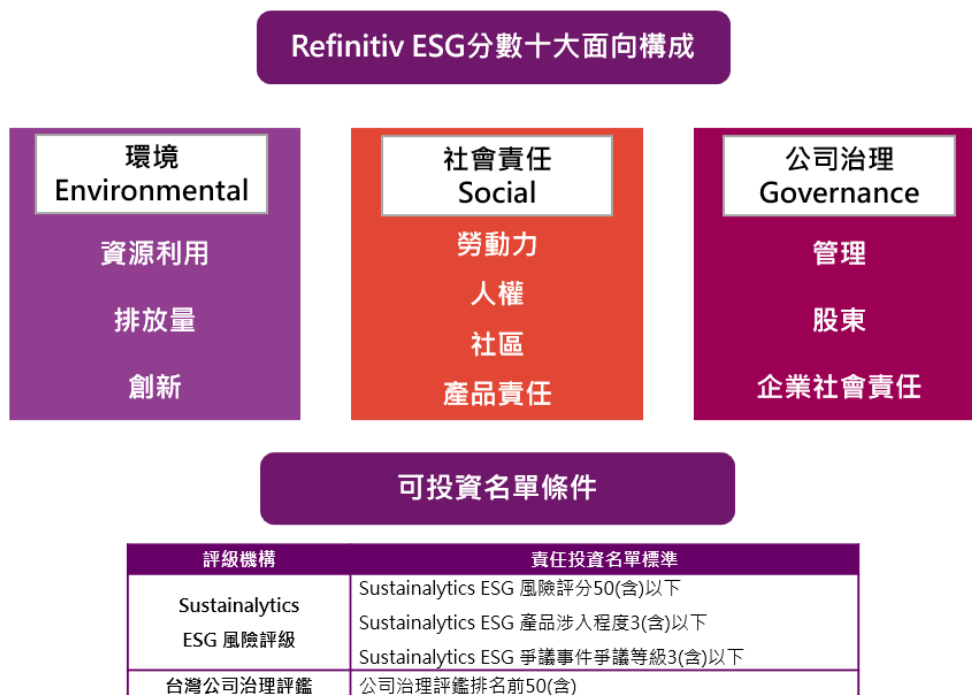 Refinitiv ESG分數十大面向構成
環境
Environmental
資源利用
排放量
創新
社會責任
Social
勞動力
人權
社區
產品責任
公司治理
Governance
管理
股東
企業社會責任
可投資名單條件
評級機構
責任投資名單標準
Sustainalytics
ESG 風險評級
Sustainalytics ESG 風險評分50(含)以下
Sustainalytics ESG 產品涉入程度3(含)以下
Sustainalytics ESG 爭議事件爭議等級3(含)以下
台灣公司治理評鑑
公司治理評鑑排名前50(含)